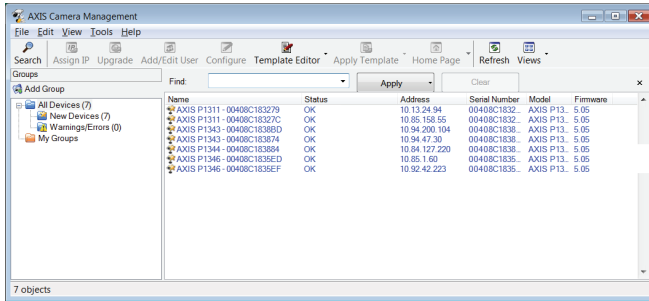 AXIS Camera Management
File Edit View Tools Help
Search Assign IP Upgrade Add/Edit User Configure Template Editor Apply Template Home Page Refresh Views
Groups
Add Group
Find: Apply Clear
All Devices (7)
New Devices (7)
Warnings/Errors (0)
My Groups
Name Status Address Serial Number Model Firmware
AXIS P1311 - 00408C183279 OK 10.13.24.94 00408C1832... AXIS P13... 5.05
AXIS P1311 - 00408C18327C OK 10.85.158.55 00408C1832... AXIS P13... 5.05
AXIS P1343 - 00408C1838BD OK 10.94.200.104 00408C1838... AXIS P13... 5.05
AXIS P1343 - 00408C183874 OK 10.94.47.30 00408C1838... AXIS P13... 5.05
AXIS P1344 - 00408C183884 OK 10.84.127.220 00408C1838... AXIS P13... 5.05
AXIS P1346 - 00408C1835ED OK 10.85.1.60 00408C1835... AXIS P13... 5.05
AXIS P1346 - 00408C1835EF OK 10.92.42.223 00408C1835... AXIS P13... 5.05
7 objects